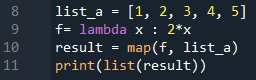 8 list_a = [1, 2, 3, 4, 5]
9 f= lambda x : 2*x
10 result = map(f, list_a)
11 print(list(result))